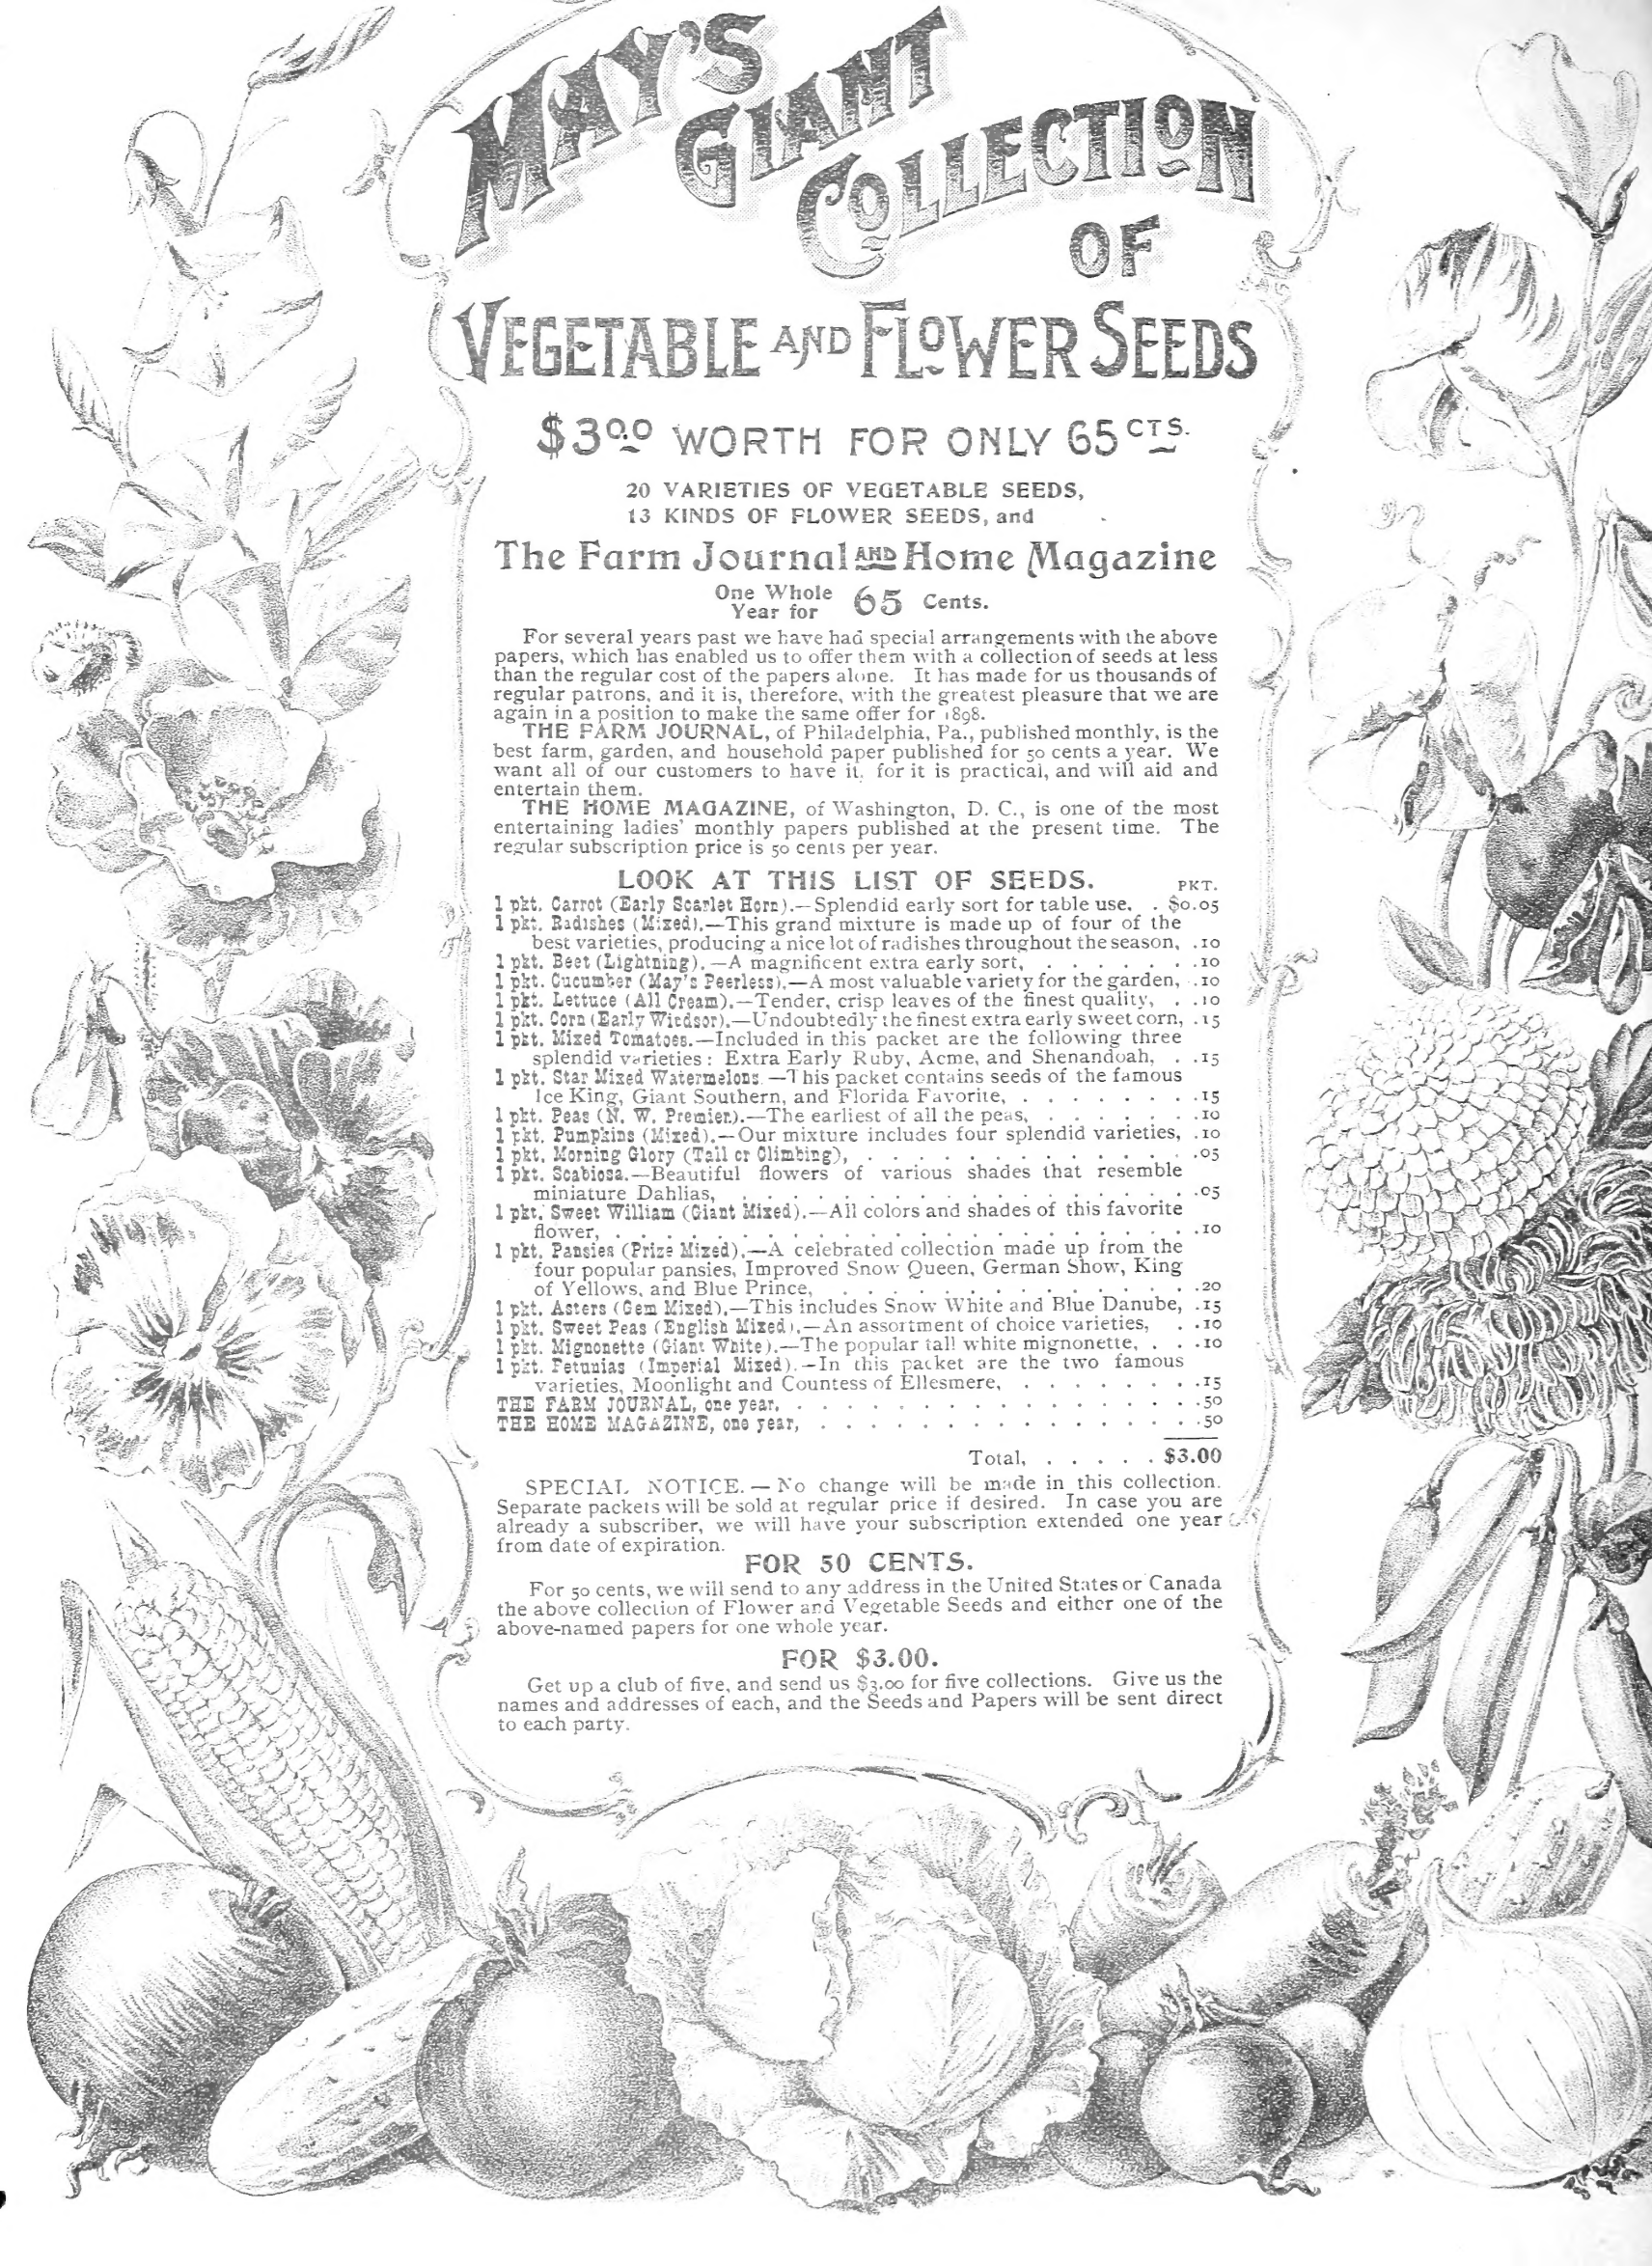 MAY'S
GIANT
COLLECTION
OF
VEGETABLE AND FLOWER SEEDS
$3.00 WORTH FOR ONLY 65 CTS.
20 VARIETIES OF VEGETABLE SEEDS,
13 KINDS OF FLOWER SEEDS, and
The Farm Journal AND Home Magazine
One Whole Year for 65 Cents.
For several years past we have had special arrangements with the above
papers, which has enabled us to offer them with a collection of seeds at less
than the regular cost of the papers alone. It has made for us thousands of
regular patrons, and it is, therefore, with the greatest pleasure that we are
again in a position to make the same offer for 1898.
THE FARM JOURNAL, of Philadelphia, Pa., published monthly, is the
best farm, garden, and household paper published for 50 cents a year. We
want all of our customers to have it, for it is practical, and will aid and
entertain them.
THE HOME MAGAZINE, of Washington, D. C., is one of the most
entertaining ladies' monthly papers published at the present time. The
regular subscription price is 50 cents per year.
LOOK AT THIS LIST OF SEEDS. PKT.
1 pkt. Carrot (Early Scarlet Horn).—Splendid early sort for table use. . $0.05
1 pkt. Radishes (Mixed).—This grand mixture is made up of four of the
best varieties, producing a nice lot of radishes throughout the season, .10
1 pkt. Beet (Lightning).—A magnificent extra early sort, . . . . . . . .10
1 pkt. Cucumber (May's Peerless).—A most valuable variety for the garden, .10
1 pkt. Lettuce (All Cream).—Tender, crisp leaves of the finest quality, . .10
1 pkt. Corn (Early Windsor).—Undoubtedly the finest extra early sweet corn, .15
1 pkt. Mixed Tomatoes.—Included in this packet are the following three
splendid varieties: Extra Early Ruby, Acme, and Shenandoah, . .15
1 pkt. Star Mixed Watermelons.—This packet contains seeds of the famous
Ice King, Giant Southern, and Florida Favorite, . . . . . . . . .15
1 pkt. Peas (N. W. Premier).—The earliest of all the peas, . . . . . . . .10
1 pkt. Pumpkins (Mixed).—Our mixture includes four splendid varieties, .10
1 pkt. Morning Glory (Tall or Climbing), . . . . . . . . . . . . . . . .05
1 pkt. Scabiosa.—Beautiful flowers of various shades that resemble
miniature Dahlias, . . . . . . . . . . . . . . . . . . . . . .05
1 pkt. Sweet William (Giant Mixed).—All colors and shades of this favorite
flower, . . . . . . . . . . . . . . . . . . . . . . . . . . .10
1 pkt. Pansies (Prize Mixed).—A celebrated collection made up from the
four popular pansies, Improved Snow Queen, German Show, King
of Yellows, and Blue Prince, . . . . . . . . . . . . . . . . .20
1 pkt. Asters (Gem Mixed).—This includes Snow White and Blue Danube, .15
1 pkt. Sweet Peas (English Mixed).—An assortment of choice varieties, . .10
1 pkt. Mignonette (Giant White).—The popular tall white mignonette, . . .10
1 pkt. Petunias (Imperial Mixed).—In this packet are the two famous
varieties, Moonlight and Countess of Ellesmere, . . . . . . . . .15
THE FARM JOURNAL, one year, . . . . . . . . . . . . . . . . . . . .50
THE HOME MAGAZINE, one year, . . . . . . . . . . . . . . . . . . .50
Total, . . . . . . $3.00
SPECIAL NOTICE.—No change will be made in this collection.
Separate packets will be sold at regular price if desired. In case you are
already a subscriber, we will have your subscription extended one year
from date of expiration.
FOR 50 CENTS.
For 50 cents, we will send to any address in the United States or Canada
the above collection of Flower and Vegetable Seeds and either one of the
above-named papers for one whole year.
FOR $3.00.
Get up a club of five, and send us $3.00 for five collections. Give us the
names and addresses of each, and the Seeds and Papers will be sent direct
to each party.